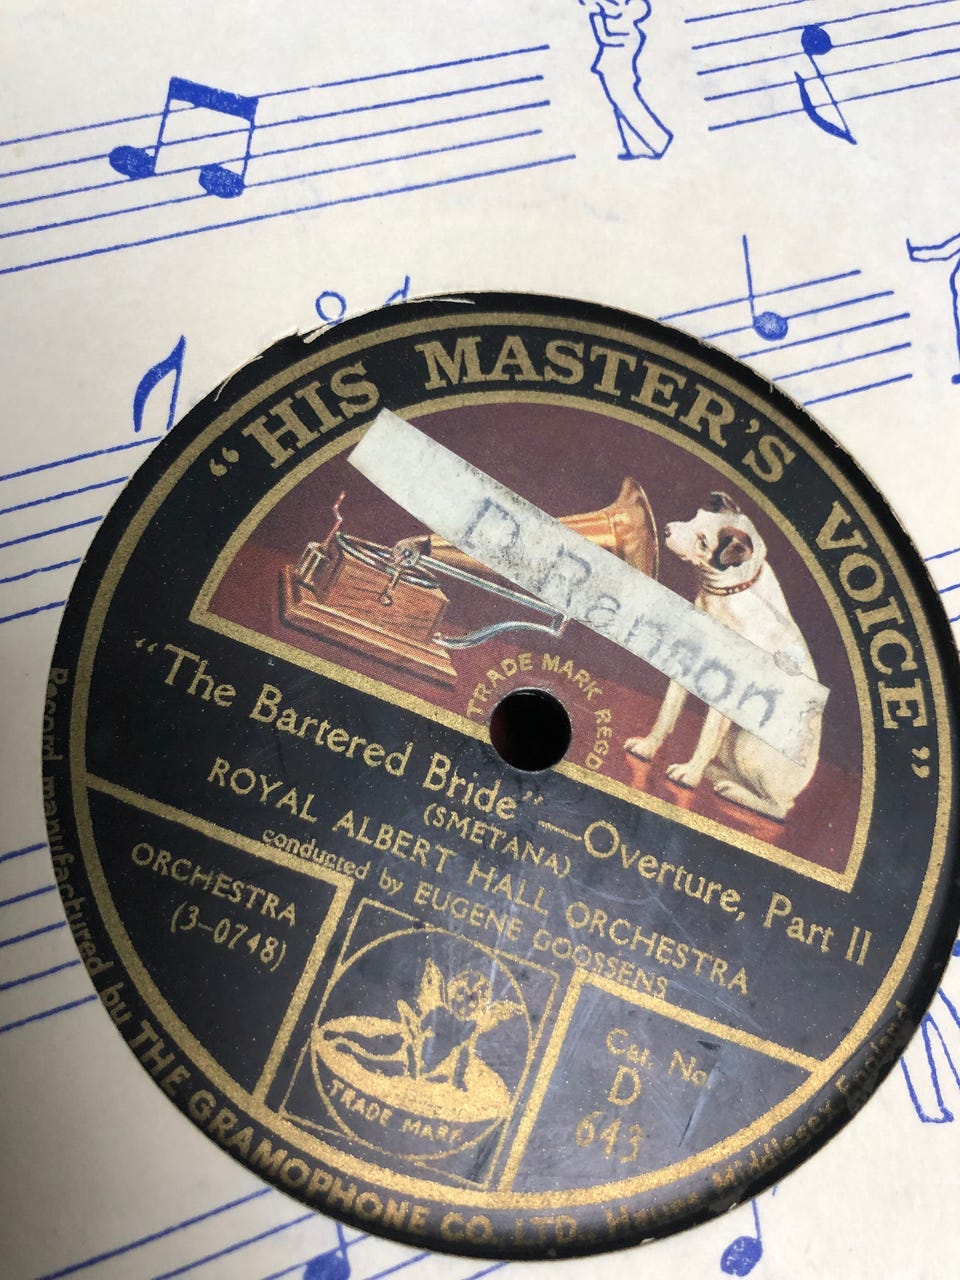 “HIS MASTER'S VOICE”
D. Rannon
TRADE MARK REGD
“The Bartered Bride”—Overture, Part II
(SMETANA)
ROYAL ALBERT HALL ORCHESTRA
conducted by EUGENE GOOSSENS
ORCHESTRA
(3-0748)
TRADE MARK
Cat. No.
D
643
Record manufactured by THE GRAMOPHONE CO., LTD., Hayes, Middlesex, England